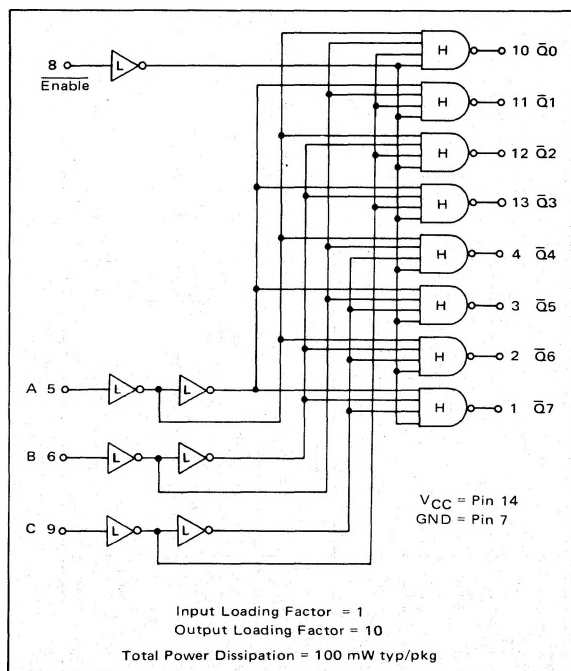 8 L H 10 Q̅0
E̅n̅a̅b̅l̅e̅
H 11 Q̅1
H 12 Q̅2
H 13 Q̅3
H 4 Q̅4
H 3 Q̅5
H 2 Q̅6
A 5 L L H 1 Q̅7
B 6 L L
C 9 L L
VCC = Pin 14
GND = Pin 7
Input Loading Factor = 1
Output Loading Factor = 10
Total Power Dissipation = 100 mW typ/pkg